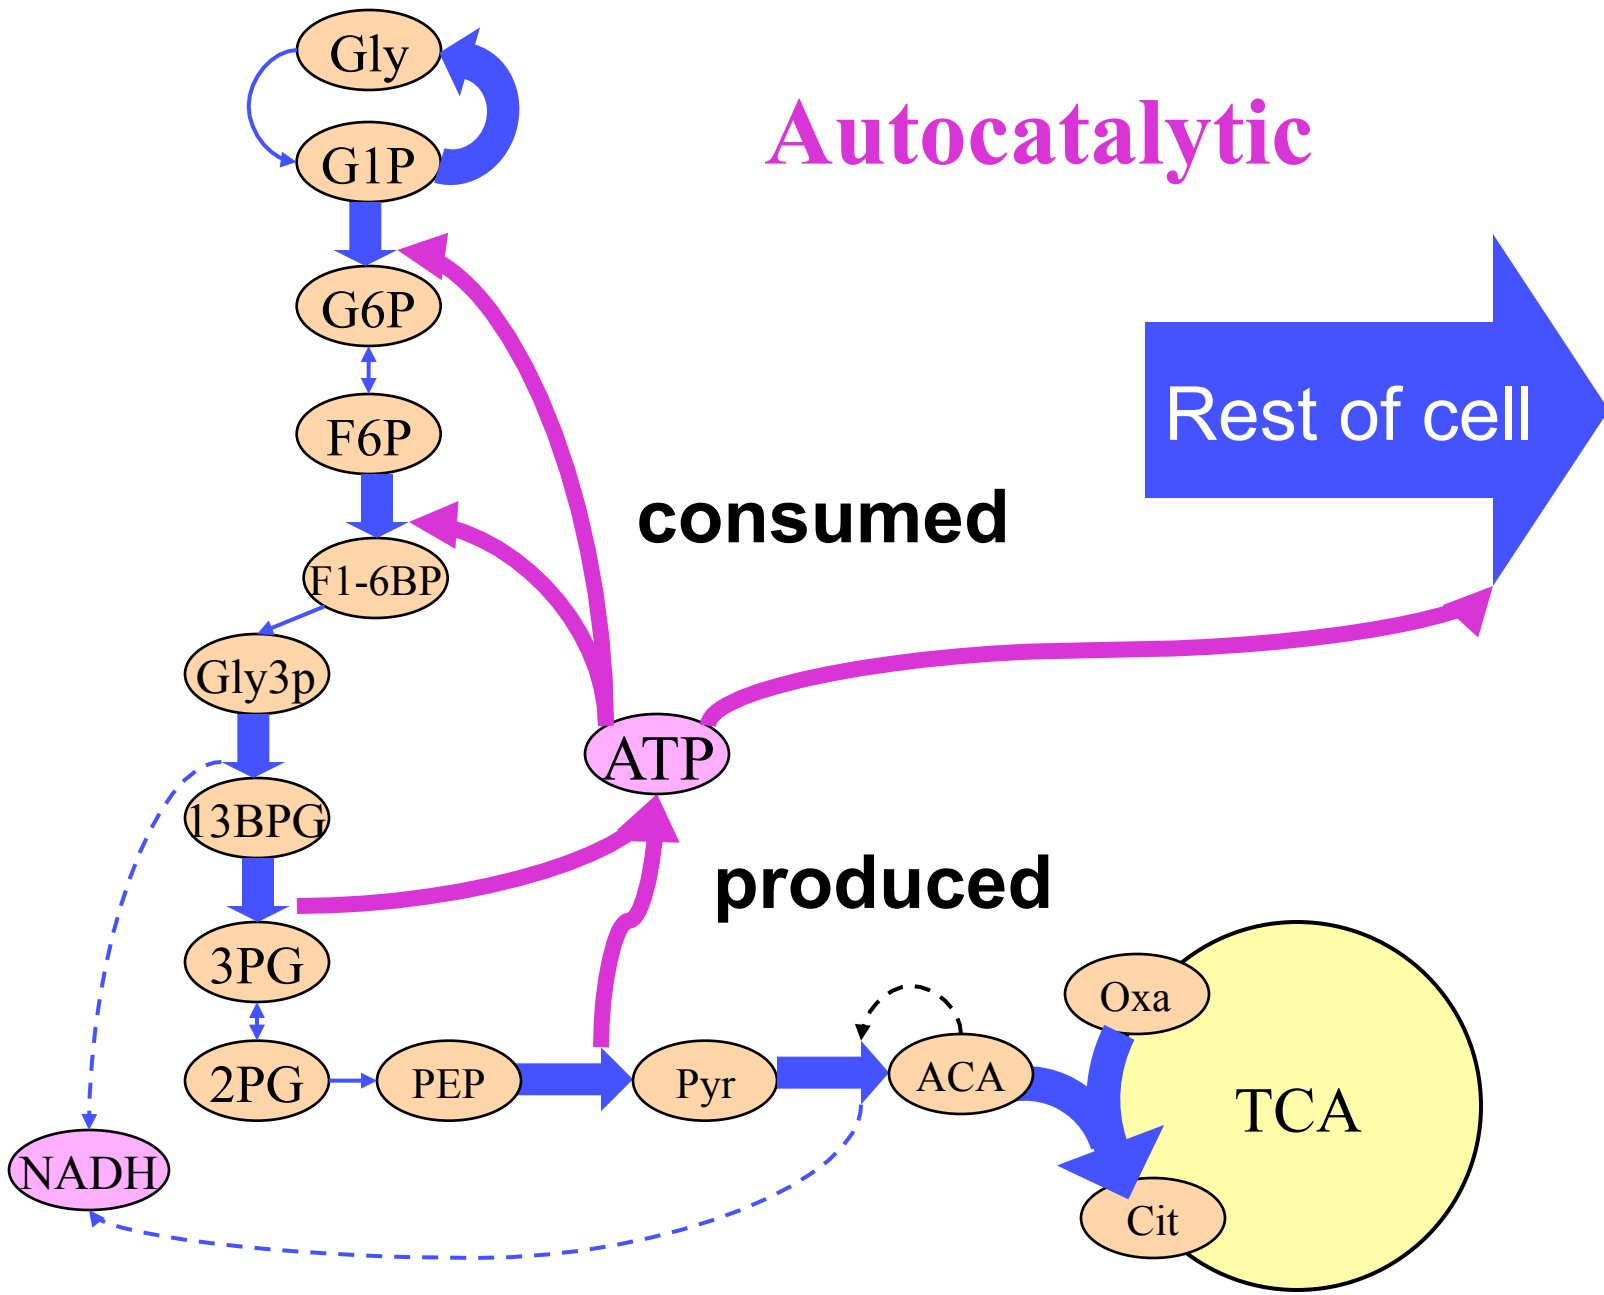 Gly
G1P
Autocatalytic
G6P
Rest of cell
F6P
consumed
F1-6BP
Gly3p
ATP
13BPG
produced
3PG
Oxa
2PG
PEP
Pyr
ACA
TCA
NADH
Cit